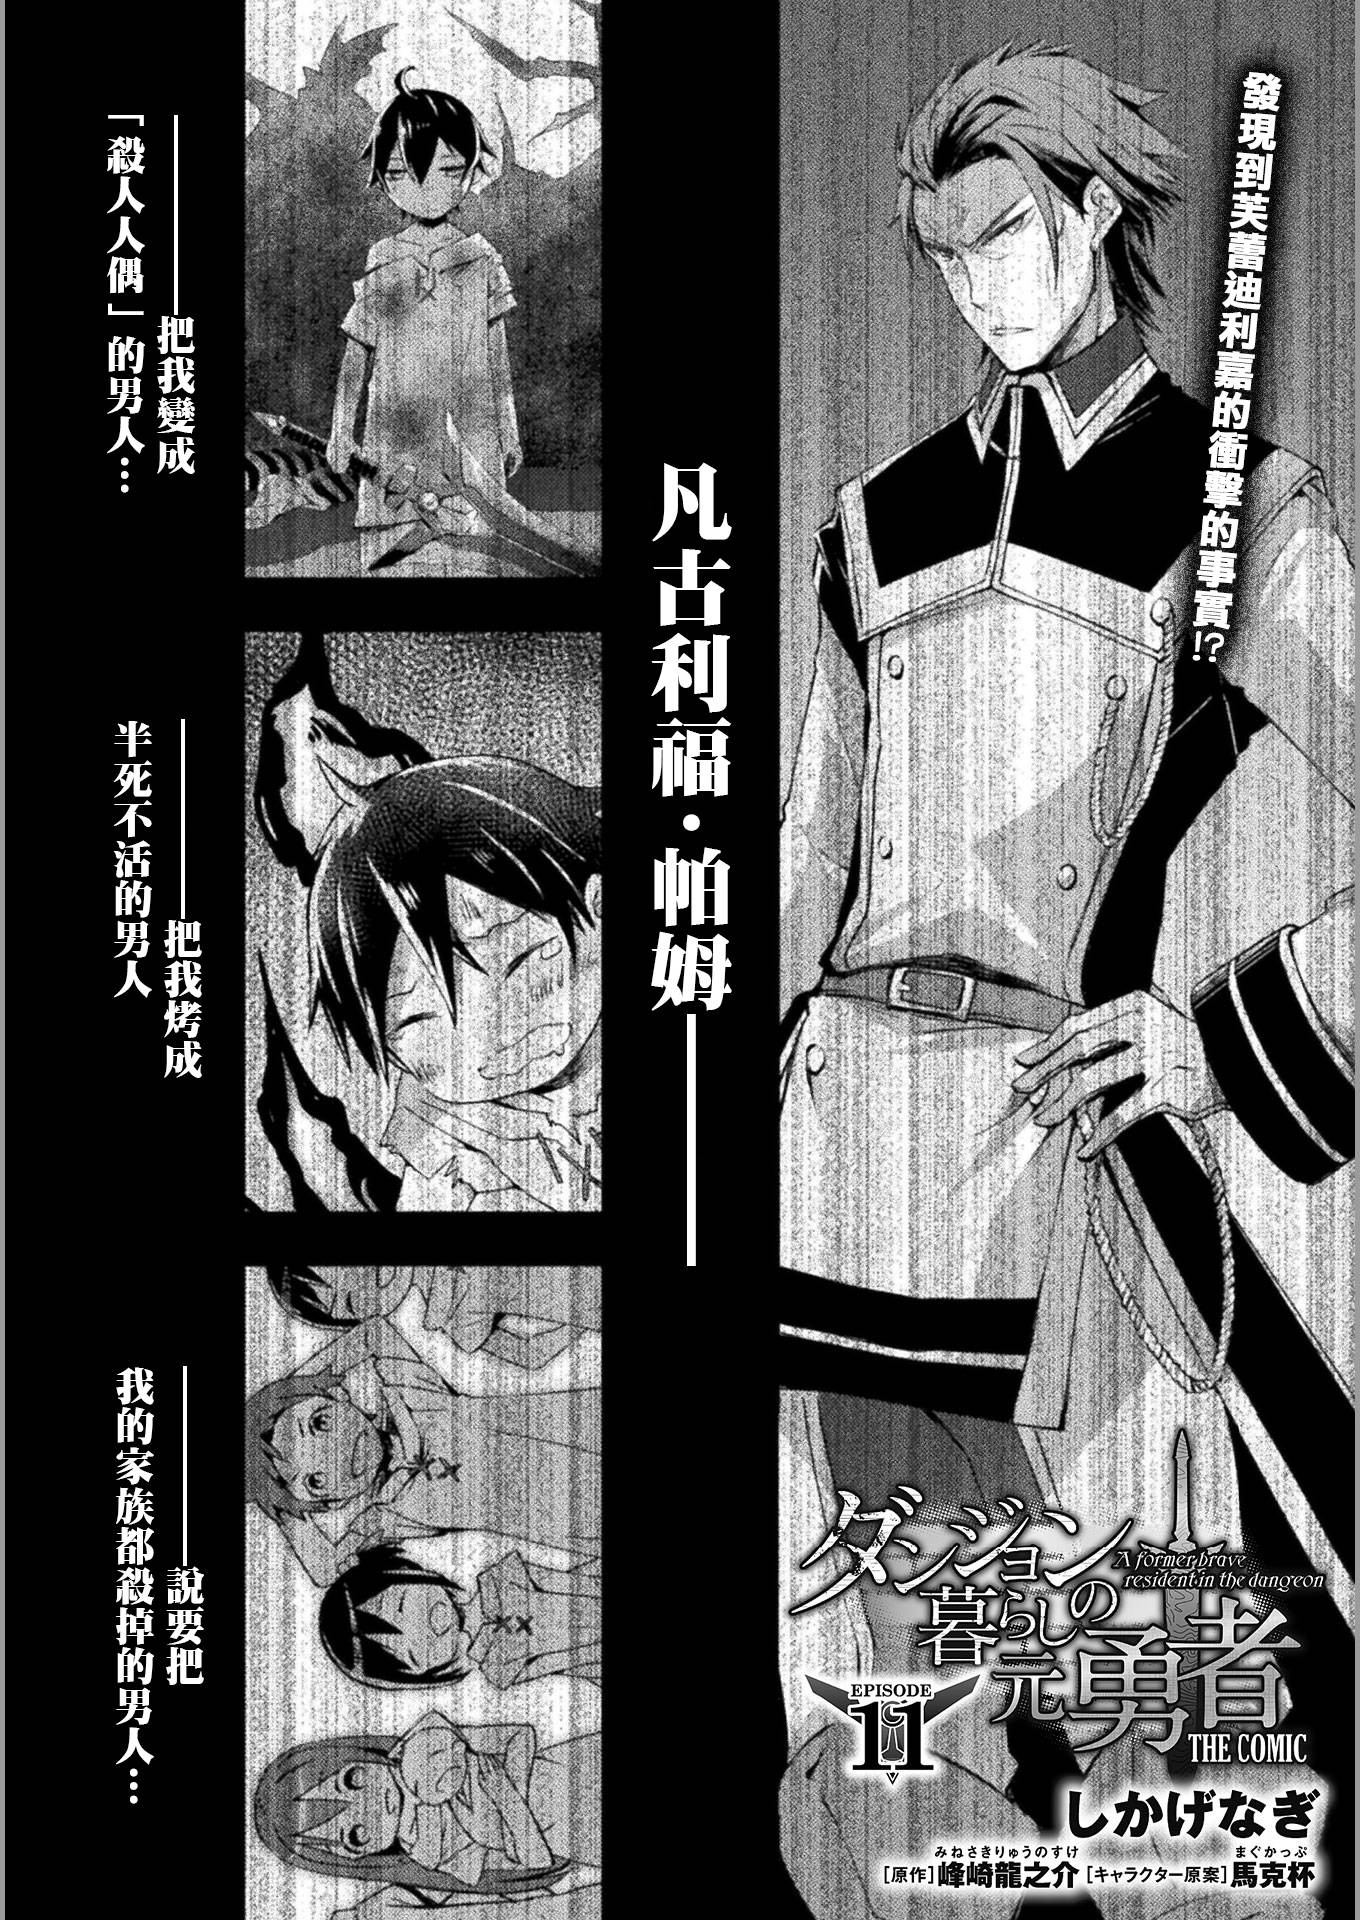 發現到芙蕾迪利嘉的衝擊的事實!?
凡古利福・帕姆———
———把我變成
「殺人人偶」的男人…
———把我烤成
半死不活的男人
———說要把
我的家族都殺掉的男人…
ダンジョン
暮らしの
元勇者
A former brave
resident in the dangeon
THE COMIC
EPISODE
11
しかげなぎ
みねさきりゅうのすけ まぐかっぷ
[原作]峰崎龍之介 [キャラクター原案]馬克杯